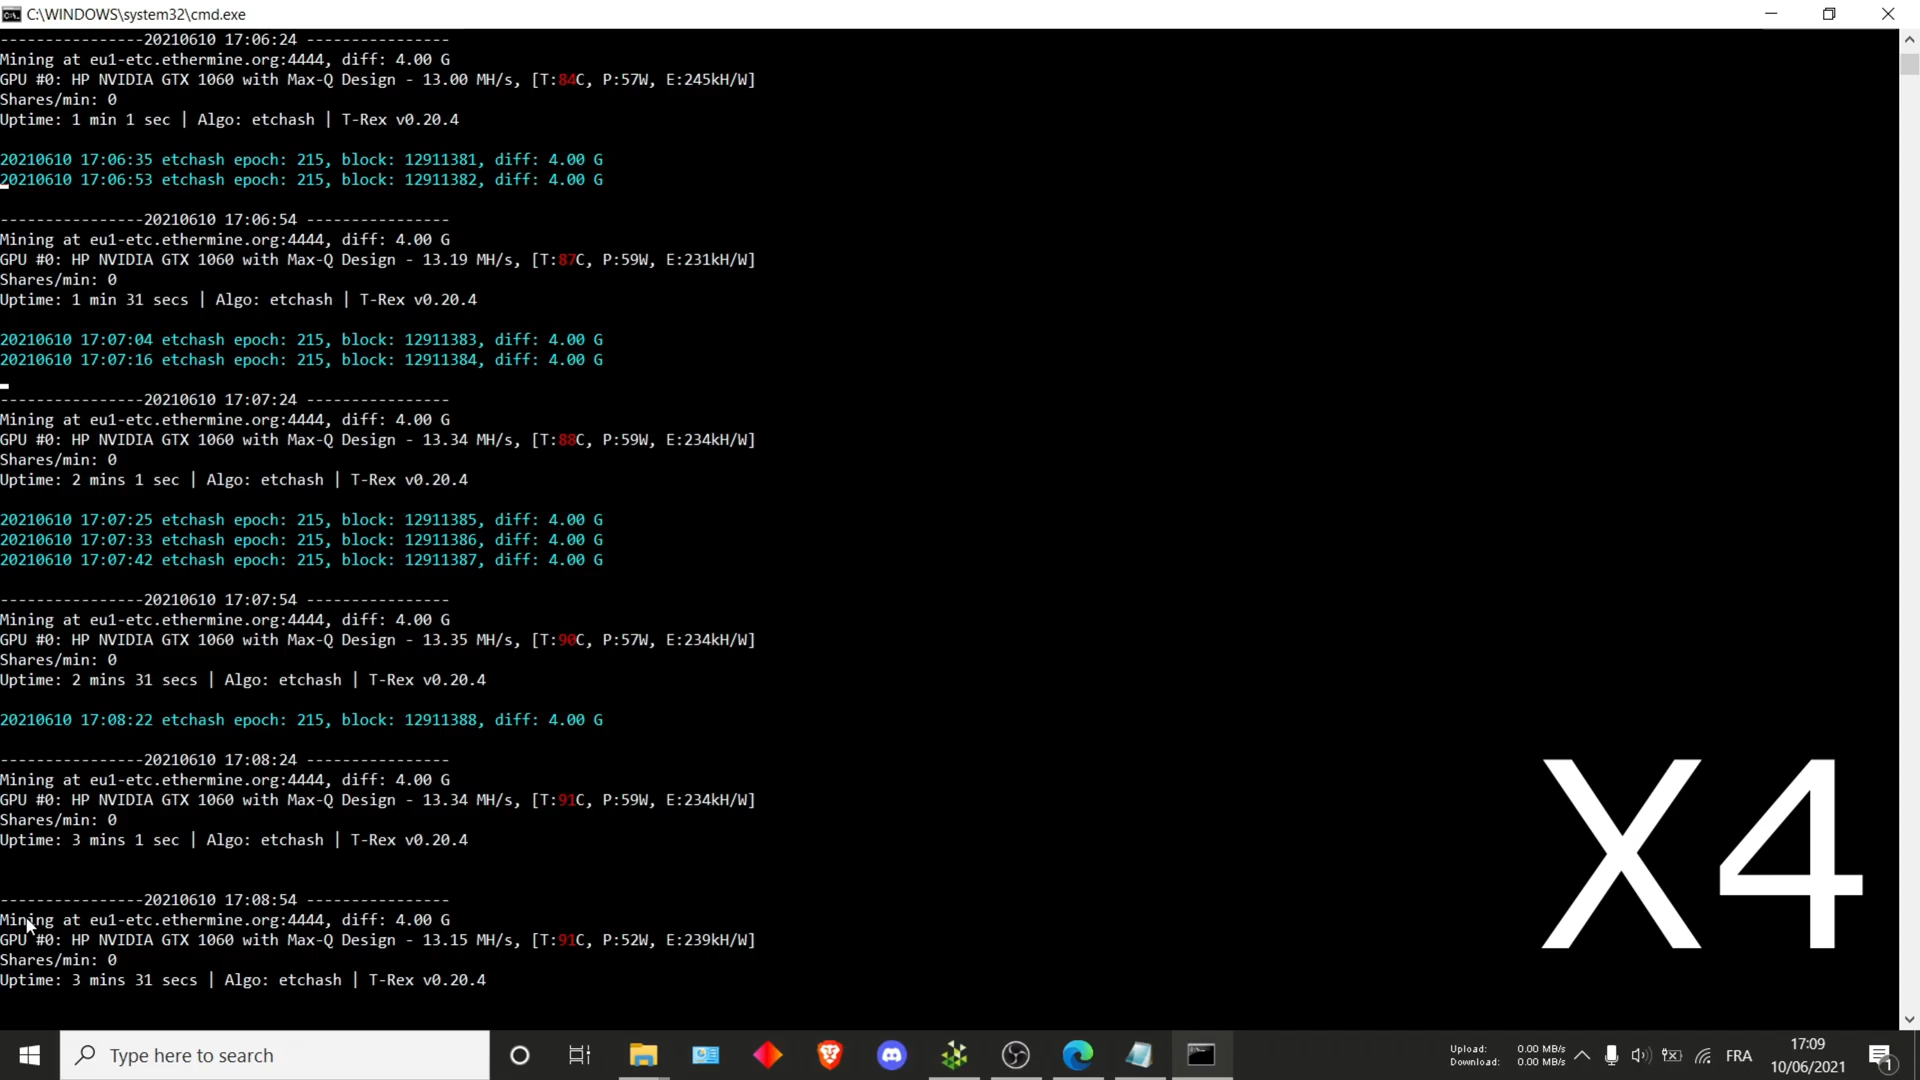 C:\WINDOWS\system32\cmd.exe
----------------20210610 17:06:24 ----------------
Mining at eu1-etc.ethermine.org:4444, diff: 4.00 G
GPU #0: HP NVIDIA GTX 1060 with Max-Q Design - 13.00 MH/s, [T:84C, P:57W, E:245kH/W]
Shares/min: 0
Uptime: 1 min 1 sec | Algo: etchash | T-Rex v0.20.4
20210610 17:06:35 etchash epoch: 215, block: 12911381, diff: 4.00 G
20210610 17:06:53 etchash epoch: 215, block: 12911382, diff: 4.00 G
----------------20210610 17:06:54 ----------------
Mining at eu1-etc.ethermine.org:4444, diff: 4.00 G
GPU #0: HP NVIDIA GTX 1060 with Max-Q Design - 13.19 MH/s, [T:87C, P:59W, E:231kH/W]
Shares/min: 0
Uptime: 1 min 31 secs | Algo: etchash | T-Rex v0.20.4
20210610 17:07:04 etchash epoch: 215, block: 12911383, diff: 4.00 G
20210610 17:07:16 etchash epoch: 215, block: 12911384, diff: 4.00 G
----------------20210610 17:07:24 ----------------
Mining at eu1-etc.ethermine.org:4444, diff: 4.00 G
GPU #0: HP NVIDIA GTX 1060 with Max-Q Design - 13.34 MH/s, [T:88C, P:59W, E:234kH/W]
Shares/min: 0
Uptime: 2 mins 1 sec | Algo: etchash | T-Rex v0.20.4
20210610 17:07:25 etchash epoch: 215, block: 12911385, diff: 4.00 G
20210610 17:07:33 etchash epoch: 215, block: 12911386, diff: 4.00 G
20210610 17:07:42 etchash epoch: 215, block: 12911387, diff: 4.00 G
----------------20210610 17:07:54 ----------------
Mining at eu1-etc.ethermine.org:4444, diff: 4.00 G
GPU #0: HP NVIDIA GTX 1060 with Max-Q Design - 13.35 MH/s, [T:90C, P:57W, E:234kH/W]
Shares/min: 0
Uptime: 2 mins 31 secs | Algo: etchash | T-Rex v0.20.4
20210610 17:08:22 etchash epoch: 215, block: 12911388, diff: 4.00 G
----------------20210610 17:08:24 ----------------
Mining at eu1-etc.ethermine.org:4444, diff: 4.00 G
GPU #0: HP NVIDIA GTX 1060 with Max-Q Design - 13.34 MH/s, [T:91C, P:59W, E:234kH/W]
Shares/min: 0
Uptime: 3 mins 1 sec | Algo: etchash | T-Rex v0.20.4
----------------20210610 17:08:54 ----------------
Mining at eu1-etc.ethermine.org:4444, diff: 4.00 G
GPU #0: HP NVIDIA GTX 1060 with Max-Q Design - 13.15 MH/s, [T:91C, P:52W, E:239kH/W]
Shares/min: 0
Uptime: 3 mins 31 secs | Algo: etchash | T-Rex v0.20.4
X4
Type here to search
Upload: 0.00 MB/s
Download: 0.00 MB/s
FRA
17:09
10/06/2021
1